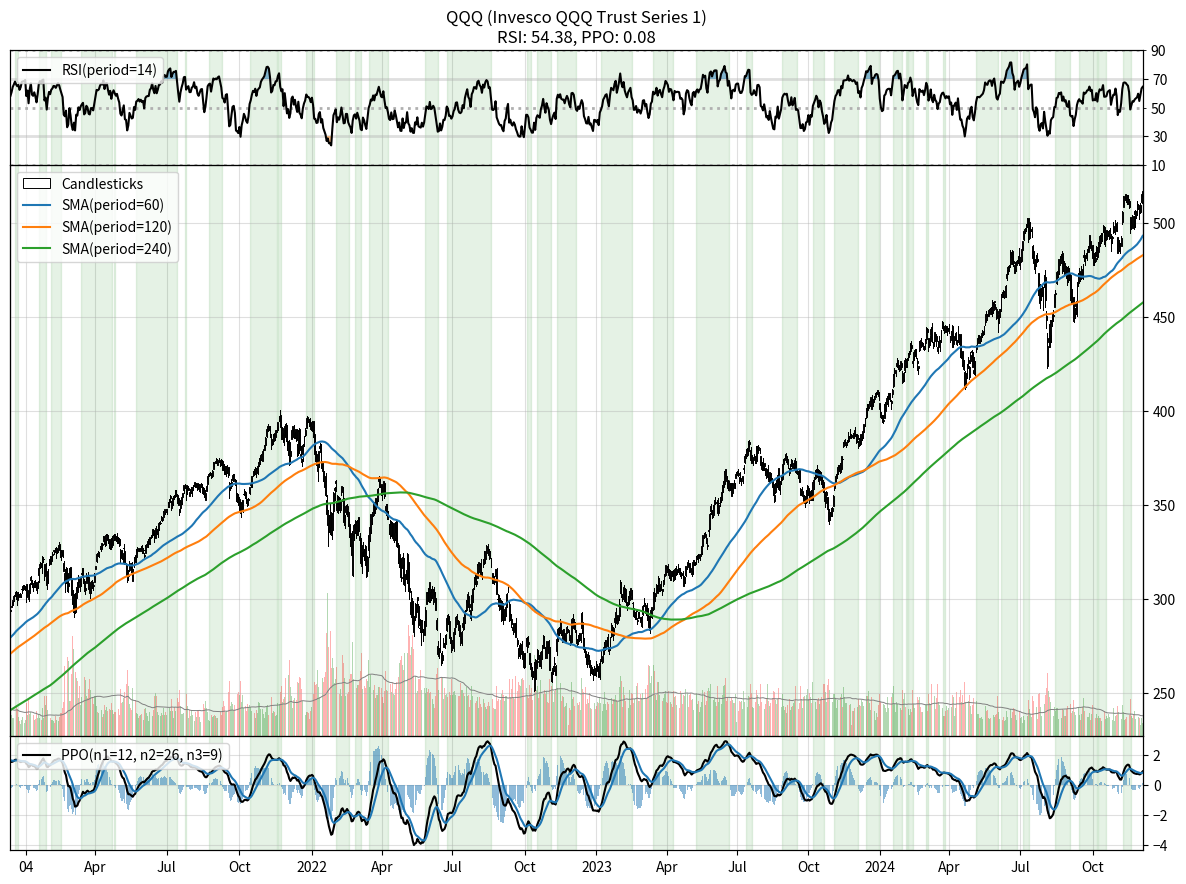 QQQ (Invesco QQQ Trust Series 1)
RSI: 54.38, PPO: 0.08
RSI(period=14)
90
70
50
30
10
Candlesticks
SMA(period=60)
SMA(period=120)
SMA(period=240)
500
450
400
350
300
250
PPO(n1=12, n2=26, n3=9)
2
0
−2
−4
04 Apr Jul Oct 2022 Apr Jul Oct 2023 Apr Jul Oct 2024 Apr Jul Oct